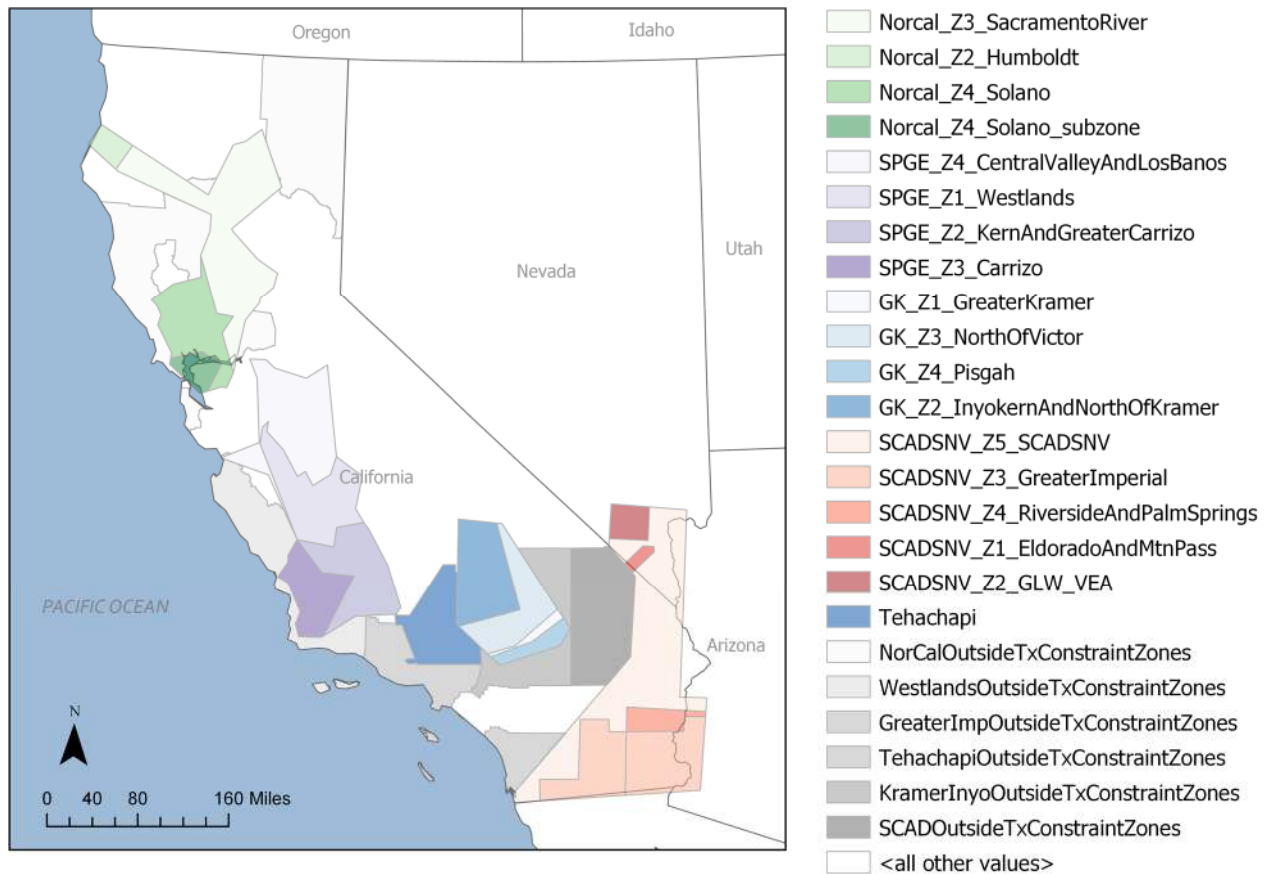 Oregon
Idaho
Nevada
Utah
California
PACIFIC OCEAN
Arizona
N
0 40 80 160 Miles
Norcal_Z3_SacramentoRiver
Norcal_Z2_Humboldt
Norcal_Z4_Solano
Norcal_Z4_Solano_subzone
SPGE_Z4_CentralValleyAndLosBanos
SPGE_Z1_Westlands
SPGE_Z2_KernAndGreaterCarrizo
SPGE_Z3_Carrizo
GK_Z1_GreaterKramer
GK_Z3_NorthOfVictor
GK_Z4_Pisgah
GK_Z2_InyokernAndNorthOfKramer
SCADSNV_Z5_SCADSNV
SCADSNV_Z3_GreaterImperial
SCADSNV_Z4_RiversideAndPalmSprings
SCADSNV_Z1_EldoradoAndMtnPass
SCADSNV_Z2_GLW_VEA
Tehachapi
NorCalOutsideTxConstraintZones
WestlandsOutsideTxConstraintZones
GreaterImpOutsideTxConstraintZones
TehachapiOutsideTxConstraintZones
KramerInyoOutsideTxConstraintZones
SCADOutsideTxConstraintZones
<all other values>